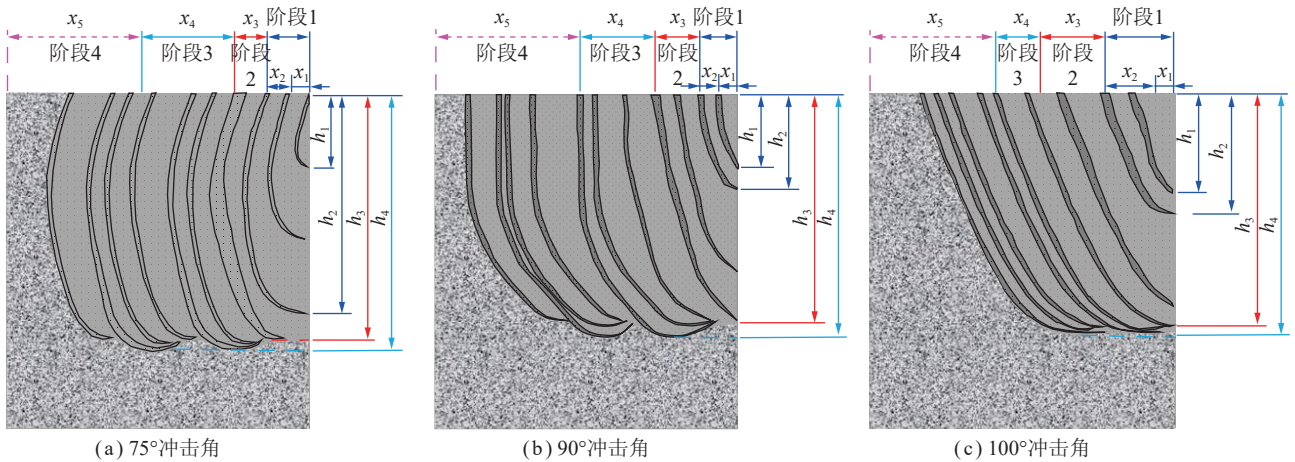 x₅ x₄ x₃ 阶段1
阶段4 阶段3 阶段2 x₂ x₁
h₁ h₂ h₃ h₄
(a) 75°冲击角
x₅ x₄ x₃ 阶段1
阶段4 阶段3 阶段2 x₂ x₁
h₁ h₂ h₃ h₄
(b) 90°冲击角
x₅ x₄ x₃ 阶段1
阶段4 阶段3 阶段2 x₂ x₁
h₁ h₂ h₃ h₄
(c) 100°冲击角